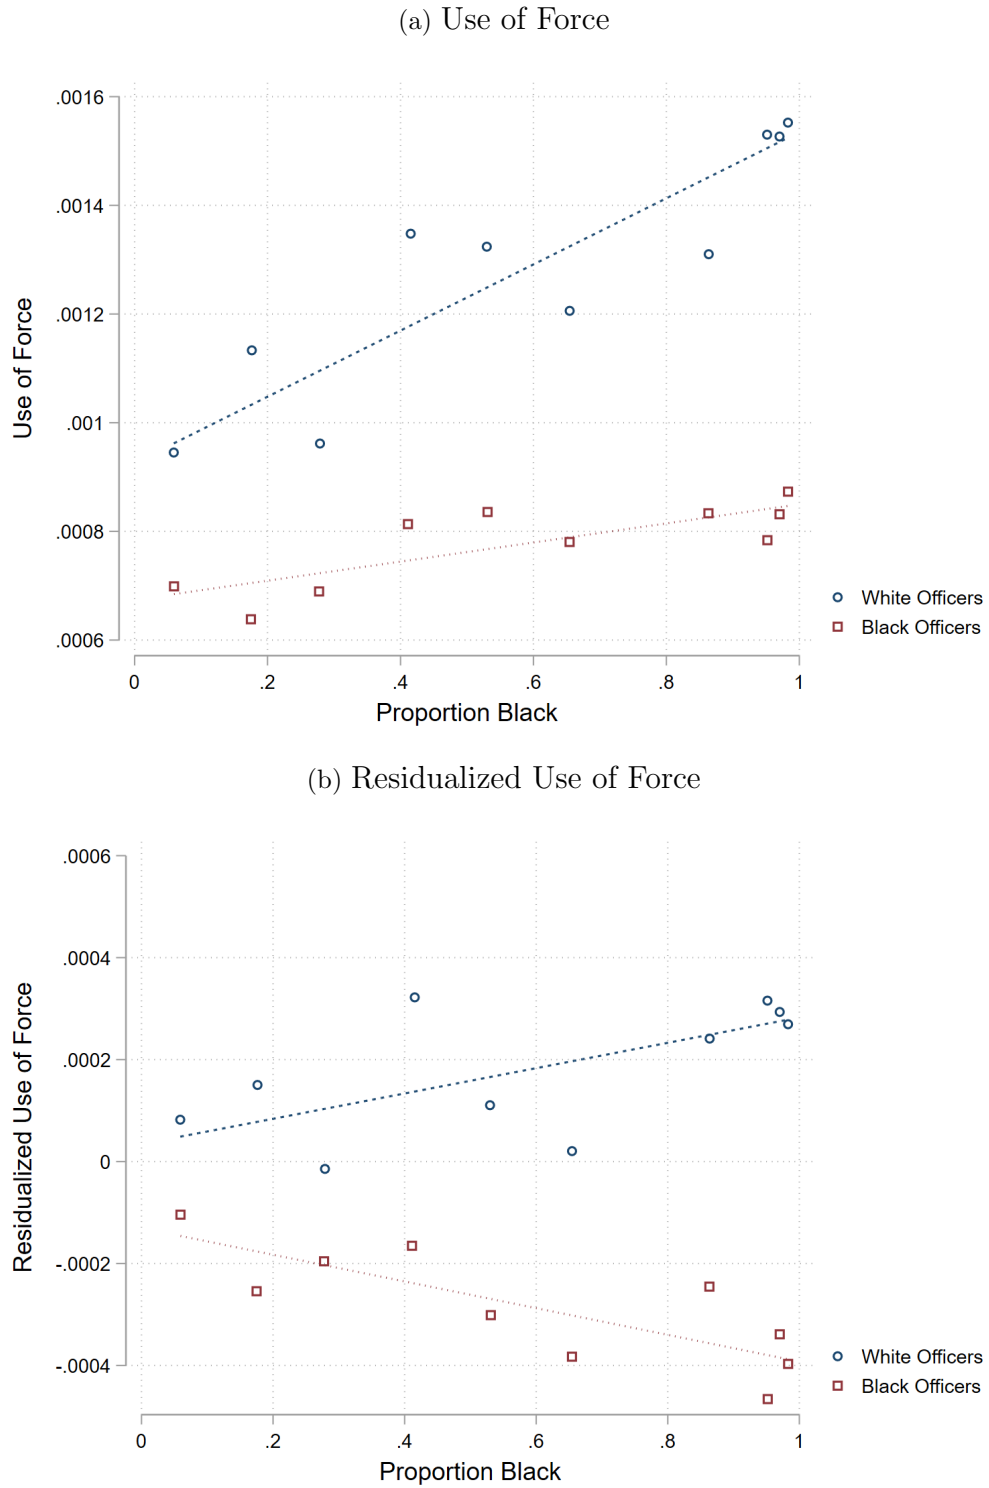 (a) Use of Force
.0016
.0014
.0012
.001
.0008
.0006
Use of Force
0 .2 .4 .6 .8 1
Proportion Black
White Officers
Black Officers
(b) Residualized Use of Force
.0006
.0004
.0002
0
-.0002
-.0004
Residualized Use of Force
0 .2 .4 .6 .8 1
Proportion Black
White Officers
Black Officers